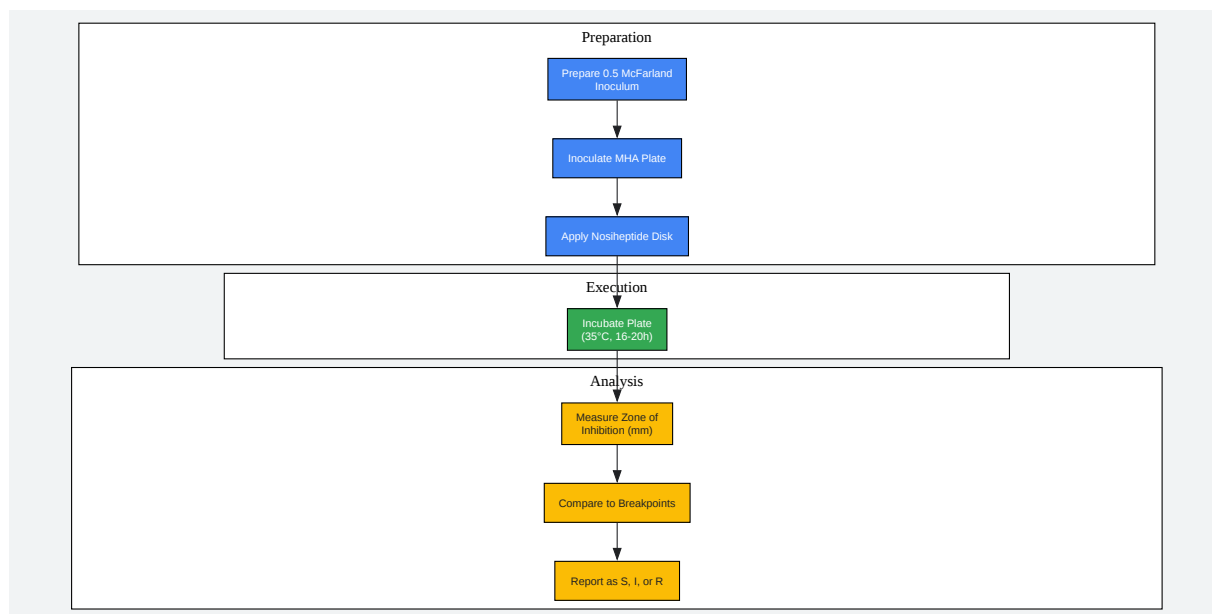 Preparation
Prepare 0.5 McFarland
Inoculum
Inoculate MHA Plate
Apply Nosiheptide Disk
Execution
Incubate Plate
(35°C, 16-20h)
Analysis
Measure Zone of
Inhibition (mm)
Compare to Breakpoints
Report as S, I, or R